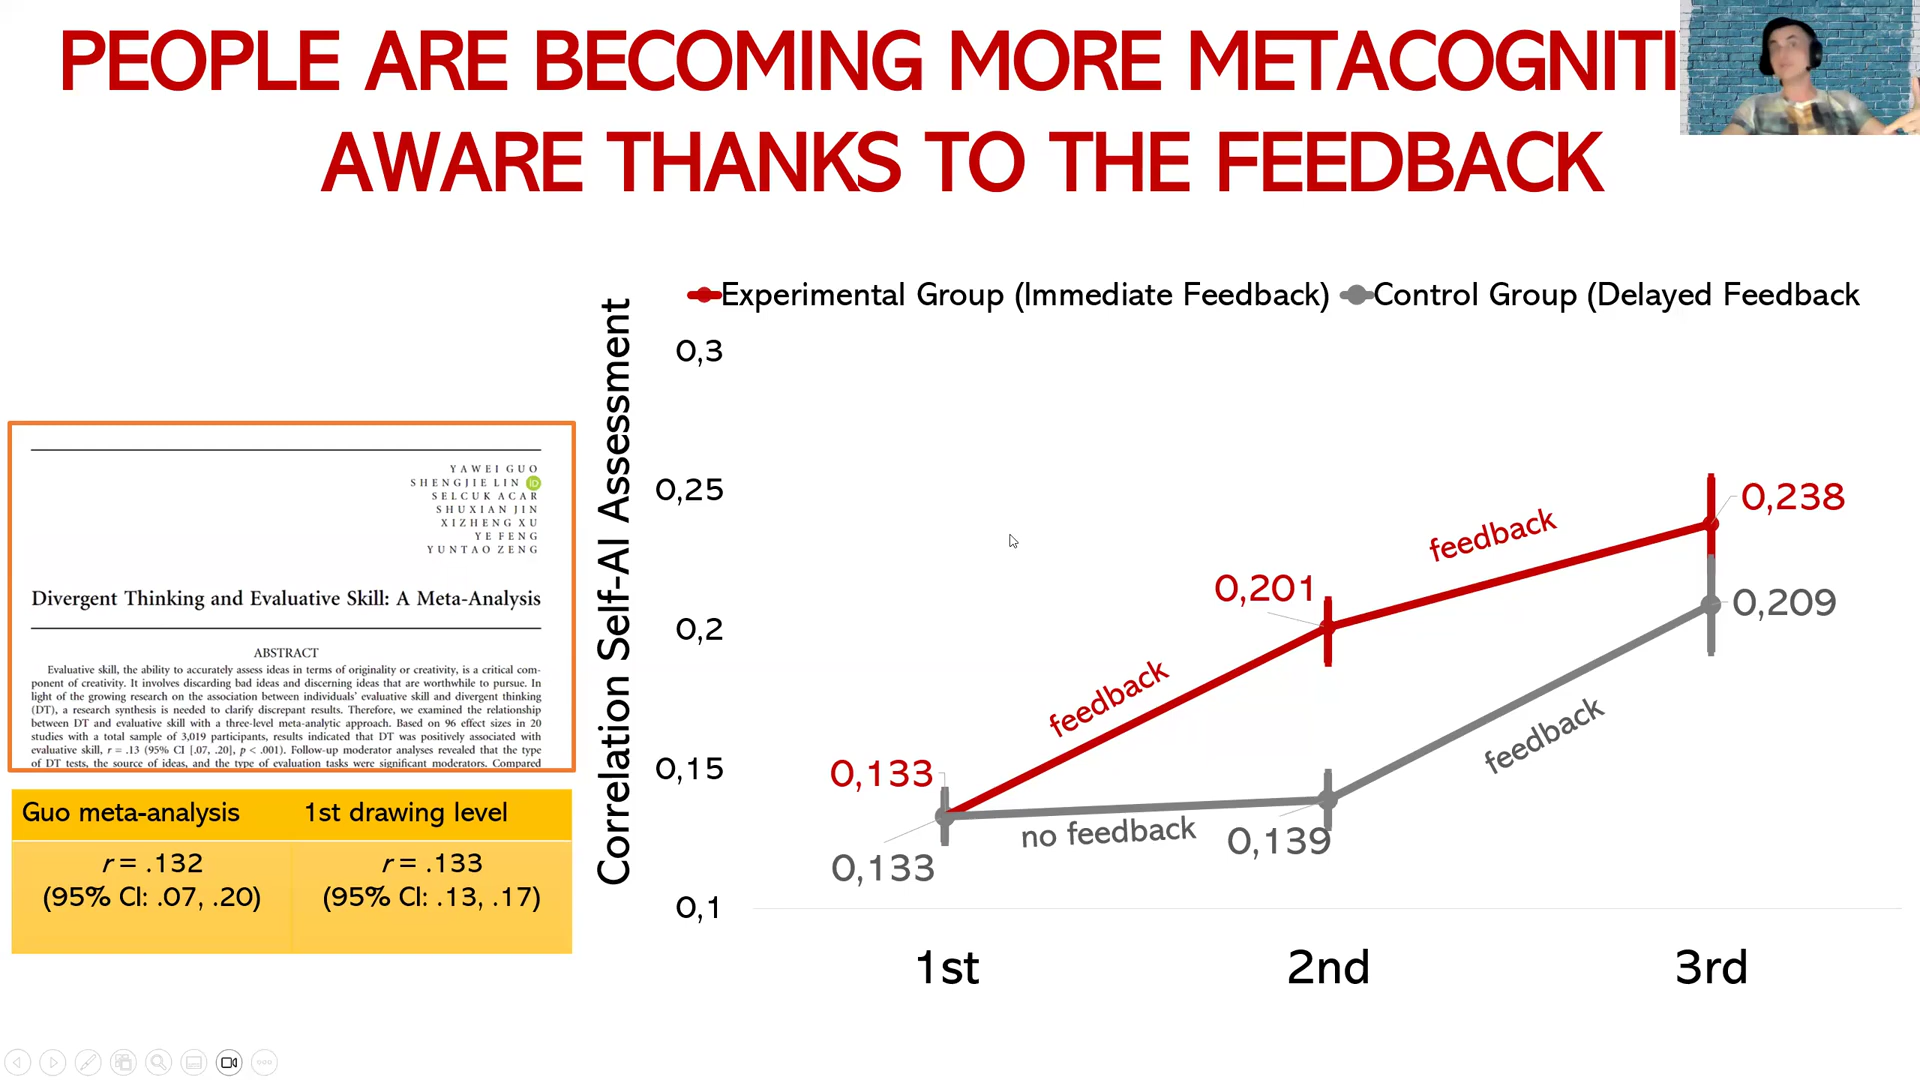 PEOPLE ARE BECOMING MORE METACOGNITI
AWARE THANKS TO THE FEEDBACK
Experimental Group (Immediate Feedback)
Control Group (Delayed Feedback
Correlation Self-AI Assessment
0,3
0,25
0,2
0,15
0,1
feedback
feedback
no feedback
feedback
0,133
0,201
0,238
0,133
0,139
0,209
1st
2nd
3rd
YAWEI GUO
SHENGJIE LIN iD
SELCUK ACAR
SHUXIAN JIN
XIZHENG XU
YE FENG
YUNTAO ZENG
Divergent Thinking and Evaluative Skill: A Meta-Analysis
ABSTRACT
Evaluative skill, the ability to accurately assess ideas in terms of originality or creativity, is a critical com-
ponent of creativity. It involves discarding bad ideas and discerning ideas that are worthwhile to pursue. In
light of the growing research on the association between individuals' evaluative skill and divergent thinking
(DT), a research synthesis is needed to clarify discrepant results. Therefore, we examined the relationship
between DT and evaluative skill with a three-level meta-analytic approach. Based on 96 effect sizes in 20
studies with a total sample of 3,019 participants, results indicated that DT was positively associated with
evaluative skill, r = .13 (95% CI [.07, .20], p < .001). Follow-up moderator analyses revealed that the type
of DT tests, the source of ideas, and the type of evaluation tasks were significant moderators. Compared
Guo meta-analysis
1st drawing level
r = .132
(95% CI: .07, .20)
r = .133
(95% CI: .13, .17)